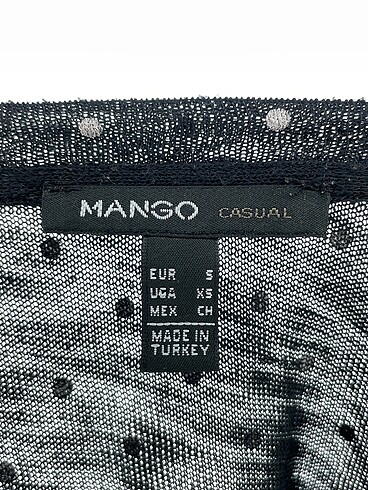 MANGO CASUAL
EUR S
USA XS
MEX CH
MADE IN
TURKEY